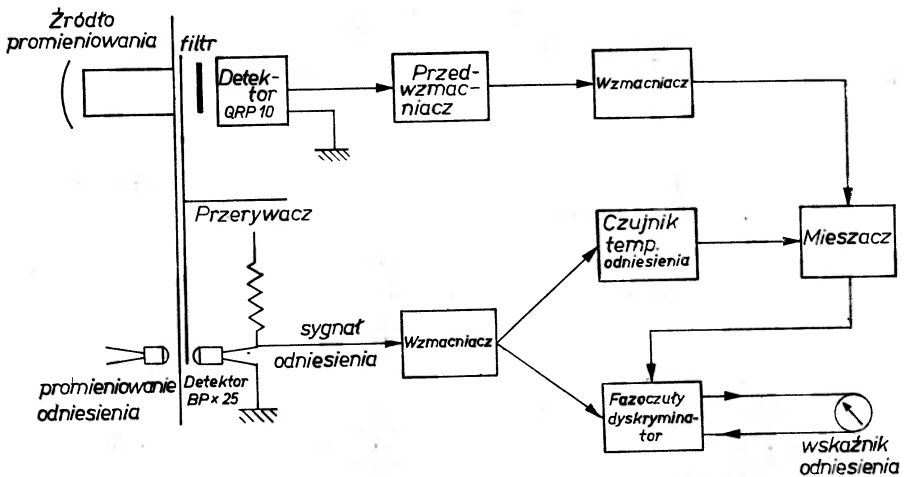 Źródło
promieniowania
filtr
Detek-
tor
QRP 10
Przed-
wzmac-
niacz
Wzmacniacz
Przerywacz
Czujnik
temp.
odniesienia
Mieszacz
sygnał
odniesienia
Wzmacniacz
promieniowanie
odniesienia
Detektor
BP x 25
Fazoczuły
dyskrymina-
tor
wskaźnik
odniesienia